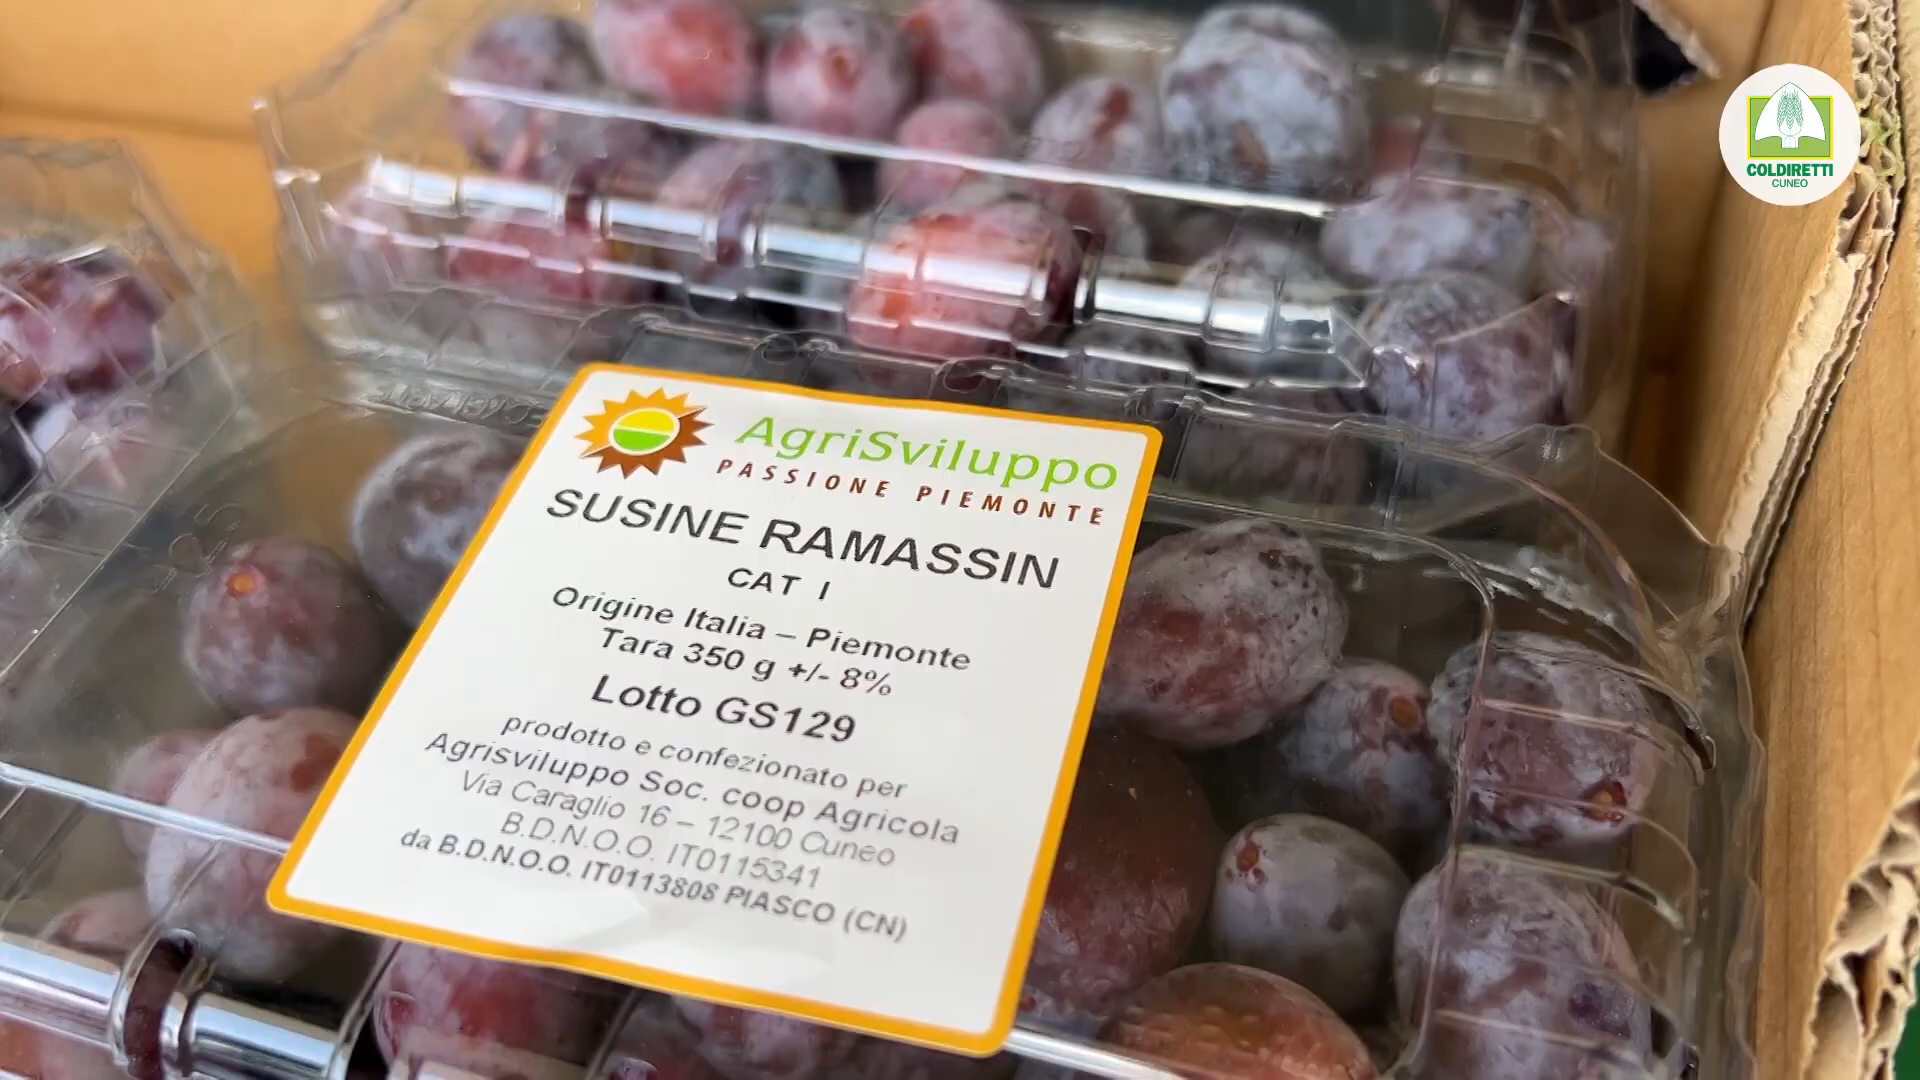 COLDIRETTI
CUNEO
AgriSviluppo
PASSIONE PIEMONTE
SUSINE RAMASSIN
CAT I
Origine Italia – Piemonte
Tara 350 g +/- 8%
Lotto GS129
prodotto e confezionato per
Agrisviluppo Soc. coop Agricola
Via Caraglio 16 – 12100 Cuneo
B.D.N.O.O. IT0115341
da B.D.N.O.O. IT0113808 PIASCO (CN)